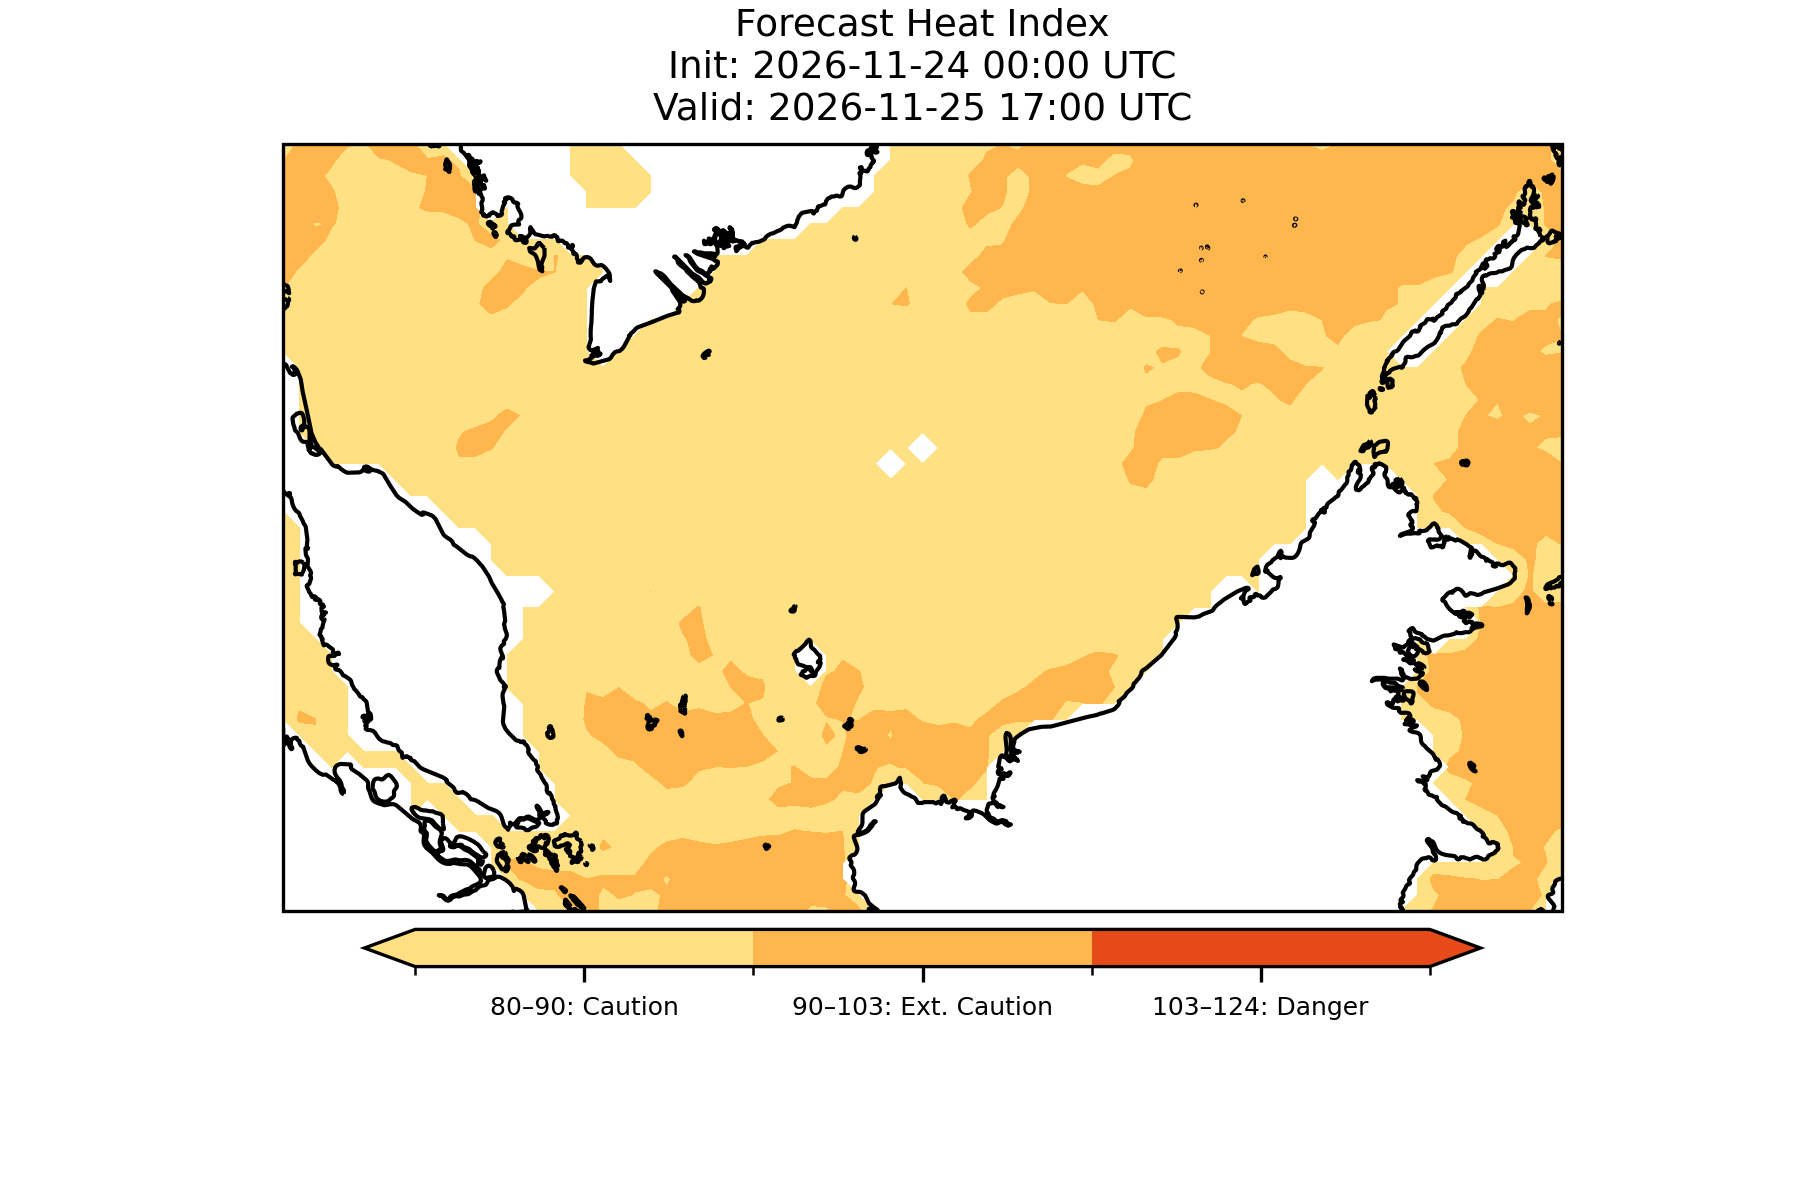 Forecast Heat Index
Init: 2026-11-24 00:00 UTC
Valid: 2026-11-25 17:00 UTC
80–90: Caution
90–103: Ext. Caution
103–124: Danger